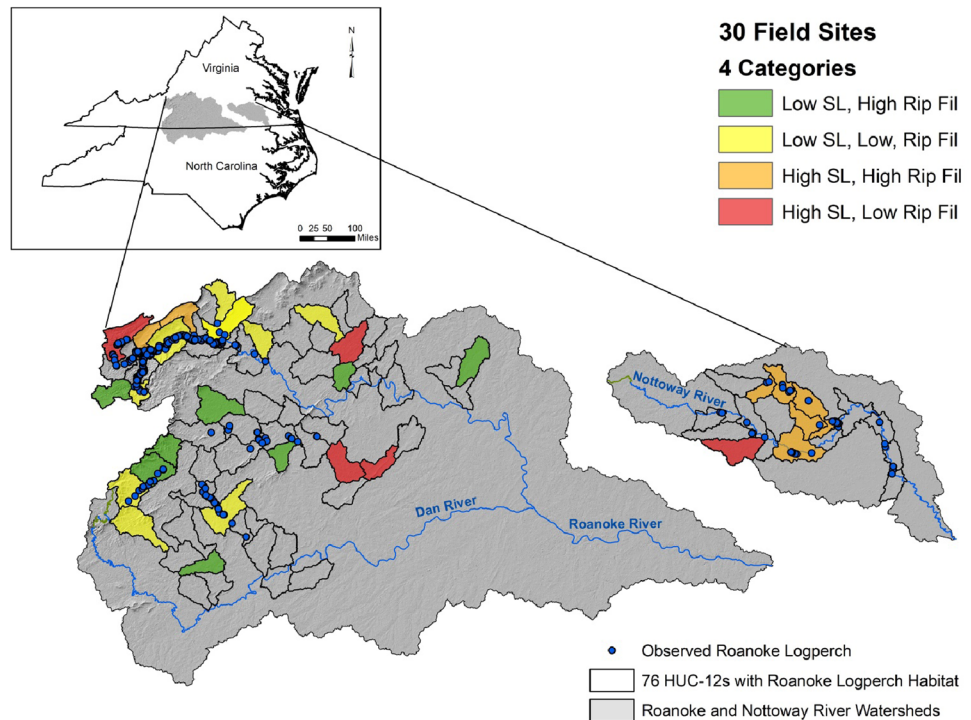 Virginia
N
North Carolina
0 25 50 100
Miles
30 Field Sites
4 Categories
Low SL, High Rip Fil
Low SL, Low, Rip Fil
High SL, High Rip Fil
High SL, Low Rip Fil
Nottoway River
Dan River
Roanoke River
Observed Roanoke Logperch
76 HUC-12s with Roanoke Logperch Habitat
Roanoke and Nottoway River Watersheds